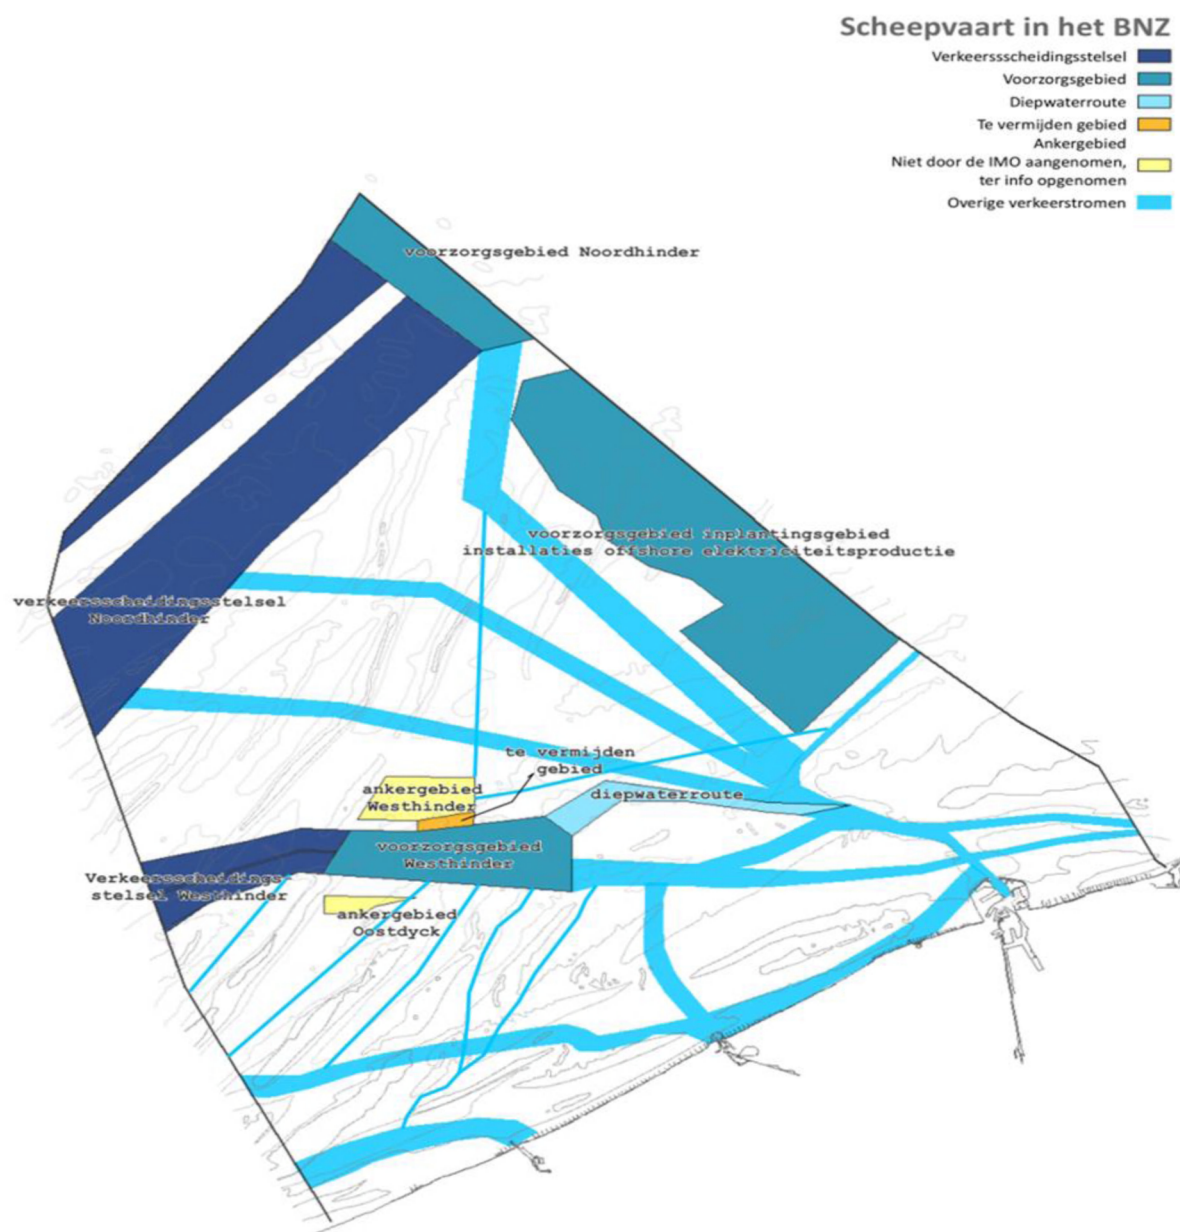 Scheepvaart in het BNZ
Verkeerssscheidingsstelsel
Voorzorgsgebied
Diepwaterroute
Te vermijden gebied
Ankergebied
Niet door de IMO aangenomen,
ter info opgenomen
Overige verkeerstromen
voorzorgsgebied Noordhinder
voorzorgsgebied inplantingsgebied
installaties offshore elektriciteitsproductie
verkeersscheidingsstelsel
Noordhinder
te vermijden
gebied
ankergebied
Westhinder
diepwaterroute
voorzorgsgebied
Westhinder
Verkeersscheidings
stelsel Westhinder
ankergebied
Oostdyck